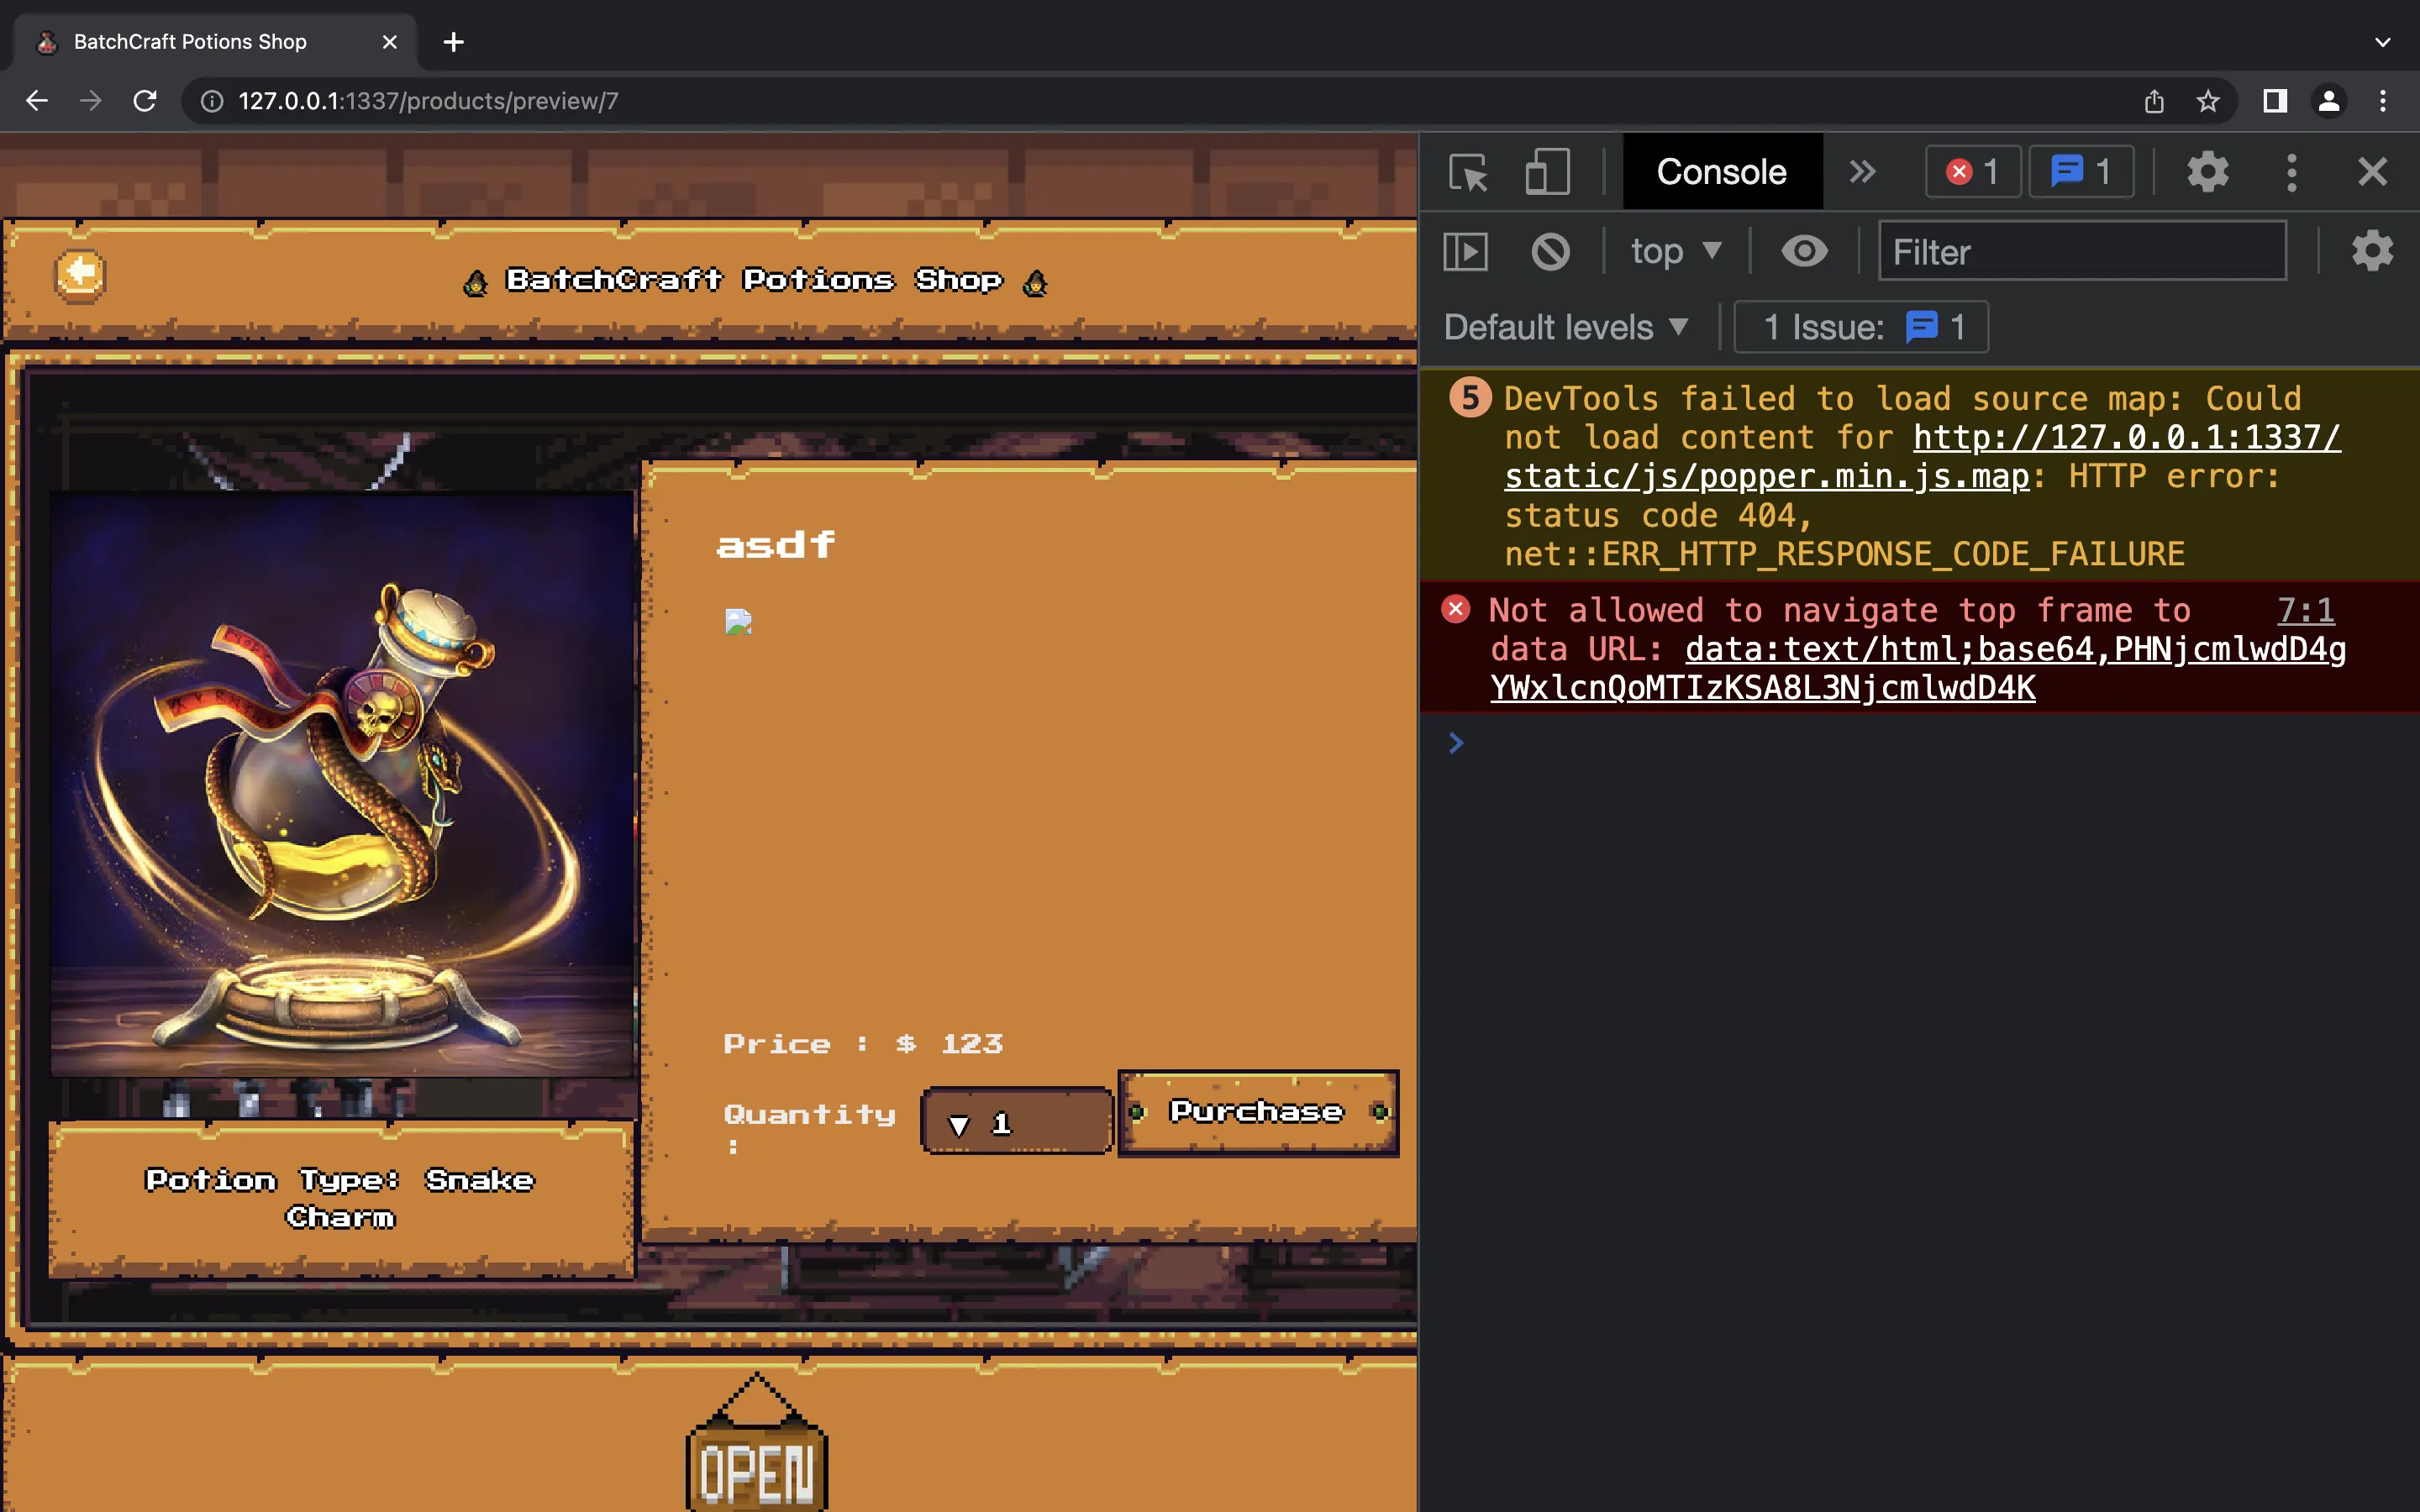 BatchCraft Potions Shop
127.0.0.1:1337/products/preview/7
BatchCraft Potions Shop
asdf
Price : $ 123
Quantity
:
1
Purchase
Potion Type: Snake
Charm
OPEN
Console
1
1
top
Filter
Default levels
1 Issue:
1
5
DevTools failed to load source map: Could
not load content for http://127.0.0.1:1337/
static/js/popper.min.js.map: HTTP error:
status code 404,
net::ERR_HTTP_RESPONSE_CODE_FAILURE
Not allowed to navigate top frame to 7:1
data URL: data:text/html;base64,PHNjcmlwdD4g
YWxlcnQoMTIzKSA8L3NjcmlwdD4K